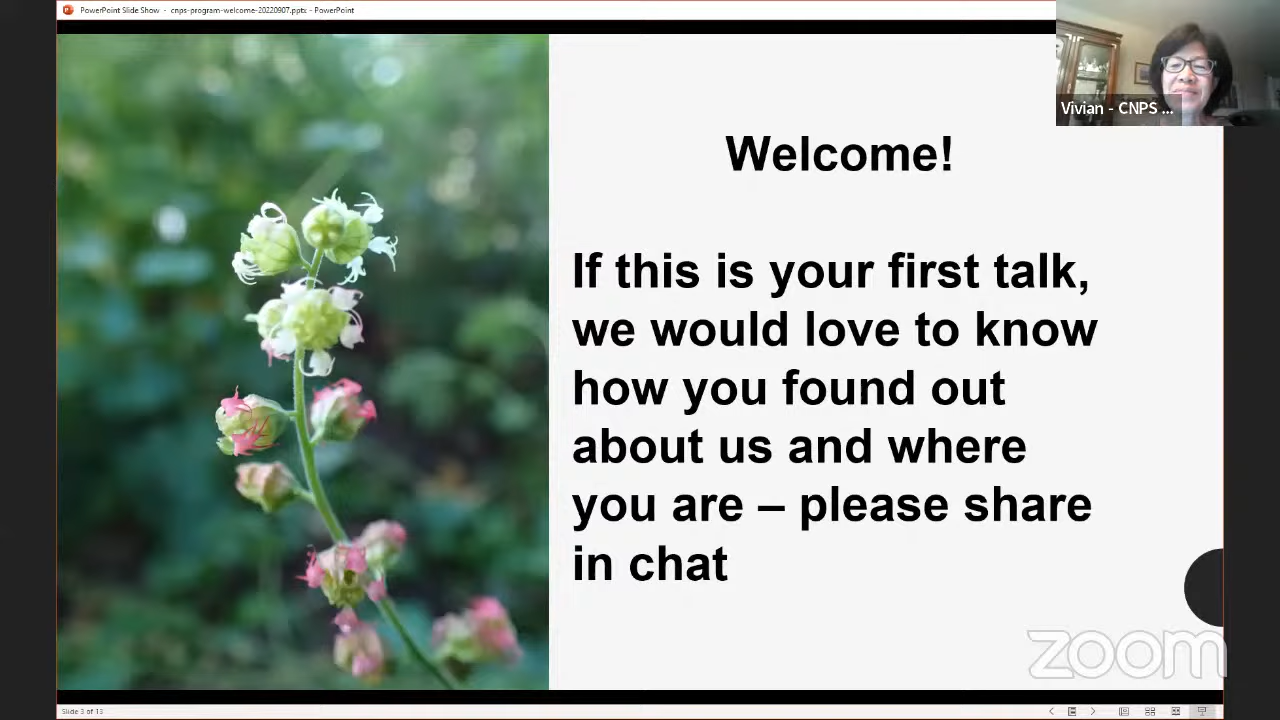 PowerPoint Slide Show - cnps-program-welcome-20220907.pptx - PowerPoint
Vivian - CNPS ...
Welcome!
If this is your first talk,
we would love to know
how you found out
about us and where
you are – please share
in chat
zoom
Slide 3 of 13